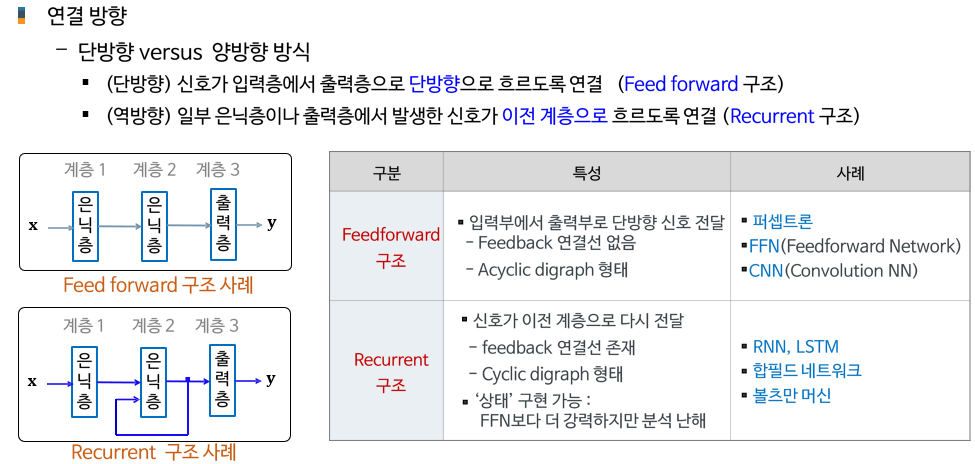 연결 방향
– 단방향 versus 양방향 방식
▪ (단방향) 신호가 입력층에서 출력층으로 단방향으로 흐르도록 연결 (Feed forward 구조)
▪ (역방향) 일부 은닉층이나 출력층에서 발생한 신호가 이전 계층으로 흐르도록 연결 (Recurrent 구조)
계층 1 계층 2 계층 3
x 은닉층 은닉층 출력층 y
Feed forward 구조 사례
계층 1 계층 2 계층 3
x 은닉층 은닉층 출력층 y
Recurrent 구조 사례
구분 특성 사례
Feedforward
구조
▪ 입력부에서 출력부로 단방향 신호 전달
– Feedback 연결선 없음
– Acyclic digraph 형태
▪ 퍼셉트론
▪ FFN(Feedforward Network)
▪ CNN(Convolution NN)
Recurrent
구조
▪ 신호가 이전 계층으로 다시 전달
– feedback 연결선 존재
– Cyclic digraph 형태
▪ ‘상태’ 구현 가능 :
FFN보다 더 강력하지만 분석 난해
▪ RNN, LSTM
▪ 합필드 네트워크
▪ 볼츠만 머신